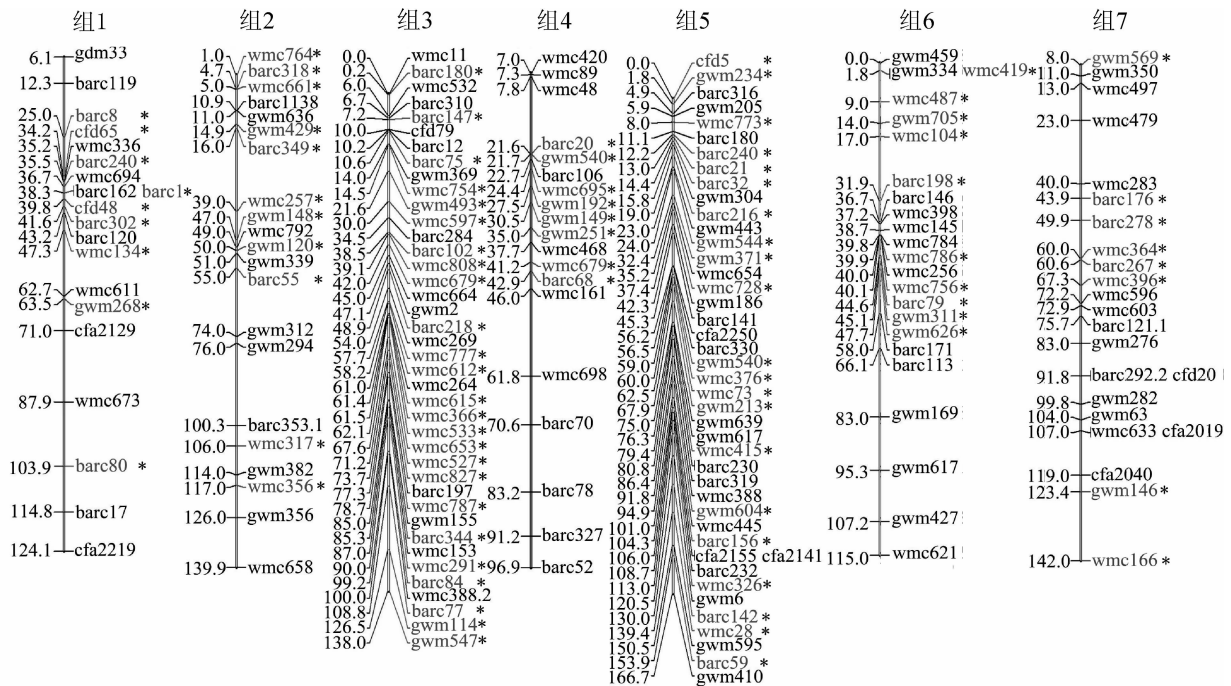 组1
6.1 gdm33
12.3 barc119
25.0 barc8 *
34.2 cfd65 *
35.2 wmc336
35.5 barc240 *
36.7 wmc694
38.3 barc162 barc1*
39.8 cfd48 *
41.6 barc302 *
43.2 barc120
47.3 wmc134*
62.7 wmc611
63.5 gwm268*
71.0 cfa2129
87.9 wmc673
103.9 barc80 *
114.8 barc17
124.1 cfa2219
组2
1.0 wmc764*
4.7 barc318 *
5.0 wmc661*
10.9 barc1138
11.0 gwm636
14.9 gwm429*
16.0 barc349 *
39.0 wmc257*
47.0 gwm148*
49.0 wmc792
50.0 gwm120*
51.0 gwm339
55.0 barc55 *
74.0 gwm312
76.0 gwm294
100.3 barc353.1
106.0 wmc317*
114.0 gwm382
117.0 wmc356*
126.0 gwm356
139.9 wmc658
组3
0.0 wmc11
0.2 barc180*
6.0 wmc532
6.7 barc310
7.2 barc147*
10.0 cfd79
10.2 barc12
10.6 barc75 *
14.0 gwm369
14.5 wmc754*
21.6 gwm493*
30.0 wmc597*
34.5 barc284
38.5 barc102 *
39.1 wmc808*
42.0 wmc679*
45.0 wmc664
47.1 gwm2
48.9 barc218*
54.0 wmc269
57.7 wmc777*
58.2 wmc612*
61.0 wmc264
61.4 wmc615*
61.5 wmc366*
62.1 wmc533*
67.6 wmc653*
71.2 wmc527*
73.7 wmc827*
77.3 barc197
78.7 wmc787*
85.0 gwm155
85.3 barc344 *
87.0 wmc153
90.0 wmc291*
99.2 barc84 *
100.0 wmc388.2
108.8 barc77 *
126.5 gwm114*
138.0 gwm547*
组4
7.0 wmc420
7.3 wmc89
7.8 wmc48
21.6 barc20 *
21.7 gwm540*
22.7 barc106
24.4 wmc695*
27.5 gwm192*
30.5 gwm149*
35.0 gwm251*
37.7 wmc468
41.2 wmc679*
42.9 barc68 *
46.0 wmc161
61.8 wmc698
70.6 barc70
83.2 barc78
91.2 barc327
96.9 barc52
组5
0.0 cfd5 *
1.8 gwm234*
4.9 barc316
5.9 gwm205
8.0 wmc773*
11.1 barc180
12.2 barc240 *
13.0 barc21 *
14.4 barc32 *
15.8 gwm304
19.0 barc216 *
23.0 gwm443
24.0 gwm544*
32.4 gwm371*
35.2 wmc654
37.4 wmc728*
42.3 gwm186
45.3 barc141
56.2 cfa2250
56.5 barc330
59.0 gwm540*
60.0 wmc376*
62.5 wmc73 *
67.9 gwm213*
75.0 gwm639
76.3 gwm617
79.4 wmc415*
80.8 barc230
86.4 barc319
91.8 wmc388
94.9 gwm604*
101.0 wmc445
104.3 barc156 *
106.0 cfa2155 cfa2141
108.7 barc232
113.0 wmc326*
120.5 gwm6
130.0 barc142 *
139.4 wmc28 *
150.5 gwm595
153.9 barc59 *
166.7 gwm410
组6
0.0 gwm459
1.8 gwm334 wmc419*
9.0 wmc487*
14.0 gwm705*
17.0 wmc104*
31.9 barc198*
36.7 barc146
37.2 wmc398
38.7 wmc145
39.8 wmc784
39.9 wmc786*
40.0 wmc256
40.1 wmc756*
44.6 barc79 *
45.1 gwm311*
47.7 gwm626*
58.0 barc171
66.1 barc113
83.0 gwm169
95.3 gwm617
107.2 gwm427
115.0 wmc621
组7
8.0 gwm569*
11.0 gwm350
13.0 wmc497
23.0 wmc479
40.0 wmc283
43.9 barc176 *
49.9 barc278 *
60.0 wmc364*
60.6 barc267 *
67.3 wmc396*
72.2 wmc596
72.9 wmc603
75.7 barc121.1
83.0 gwm276
91.8 barc292.2 cfd20
99.8 gwm282
104.0 gwm63
107.0 wmc633 cfa2019
119.0 cfa2040
123.4 gwm146*
142.0 wmc166*